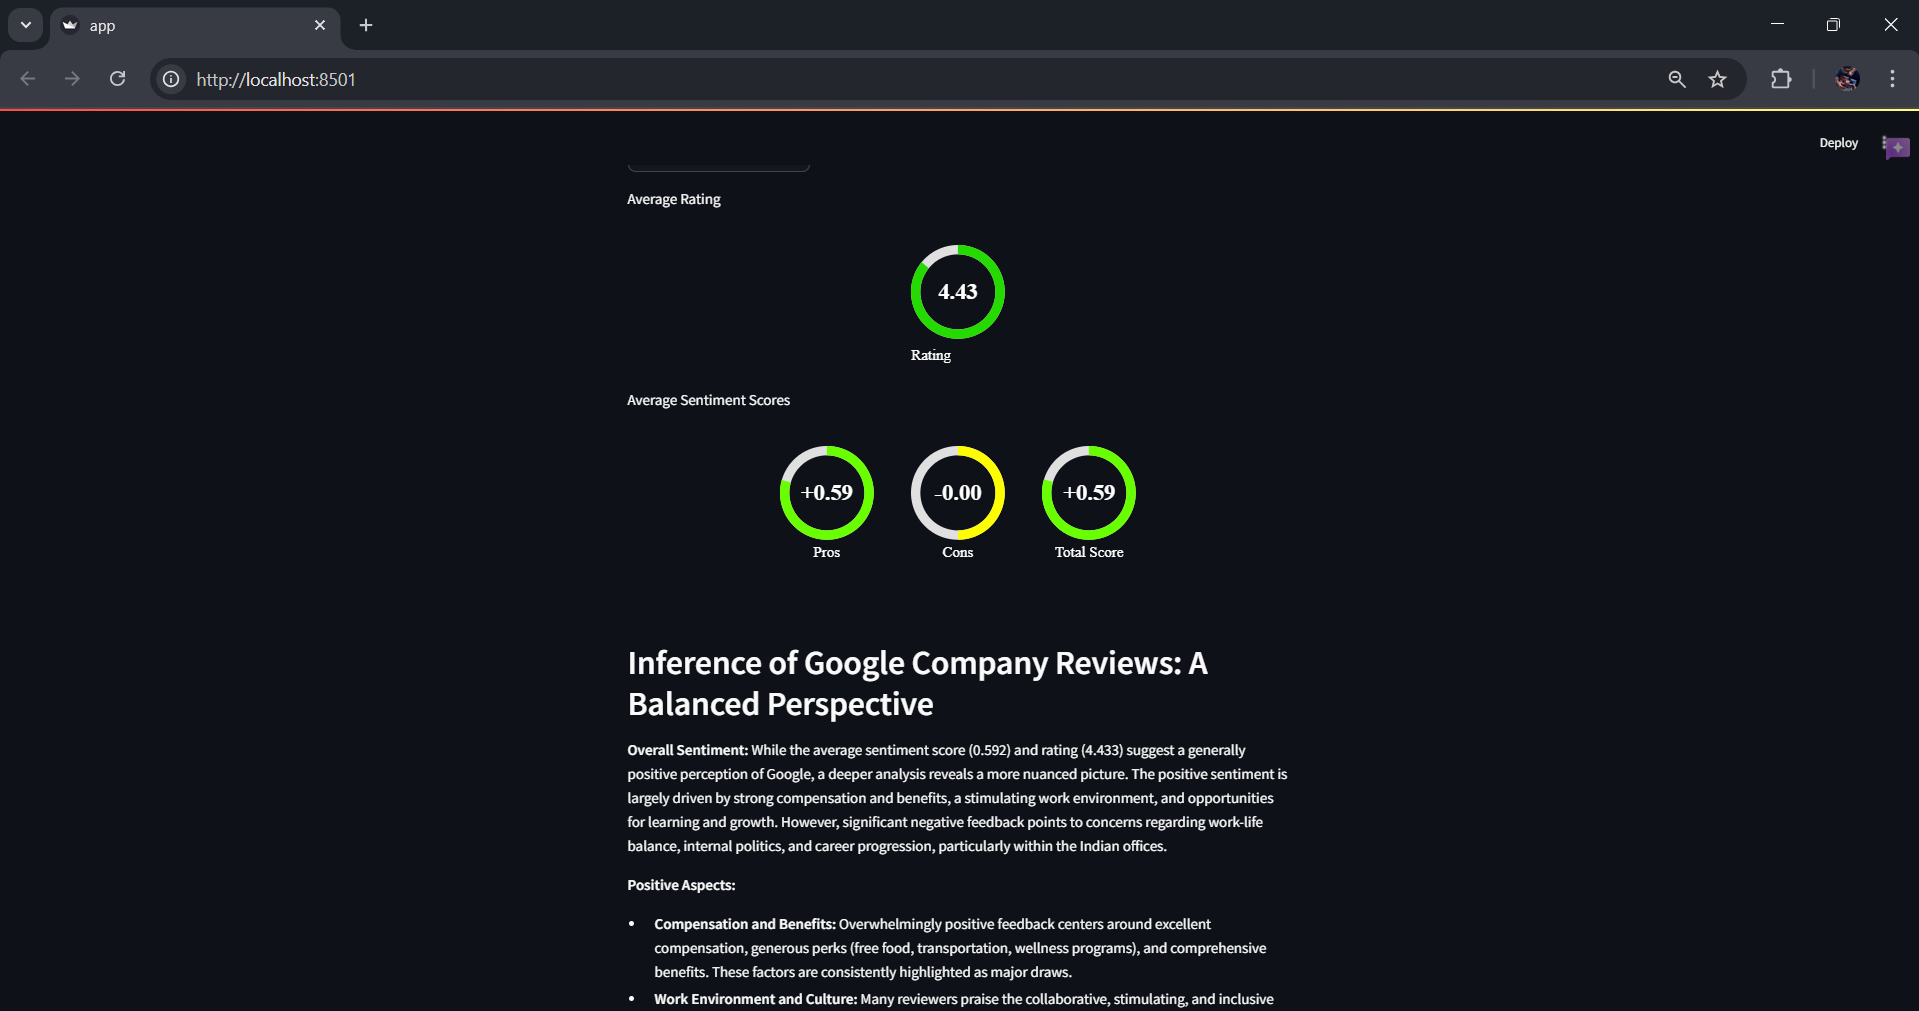 app
http://localhost:8501
Deploy
Average Rating
4.43
Rating
Average Sentiment Scores
+0.59 -0.00 +0.59
Pros Cons Total Score
Inference of Google Company Reviews: A
Balanced Perspective
Overall Sentiment: While the average sentiment score (0.592) and rating (4.433) suggest a generally
positive perception of Google, a deeper analysis reveals a more nuanced picture. The positive sentiment is
largely driven by strong compensation and benefits, a stimulating work environment, and opportunities
for learning and growth. However, significant negative feedback points to concerns regarding work-life
balance, internal politics, and career progression, particularly within the Indian offices.
Positive Aspects:
• Compensation and Benefits: Overwhelmingly positive feedback centers around excellent
compensation, generous perks (free food, transportation, wellness programs), and comprehensive
benefits. These factors are consistently highlighted as major draws.
• Work Environment and Culture: Many reviewers praise the collaborative, stimulating, and inclusive